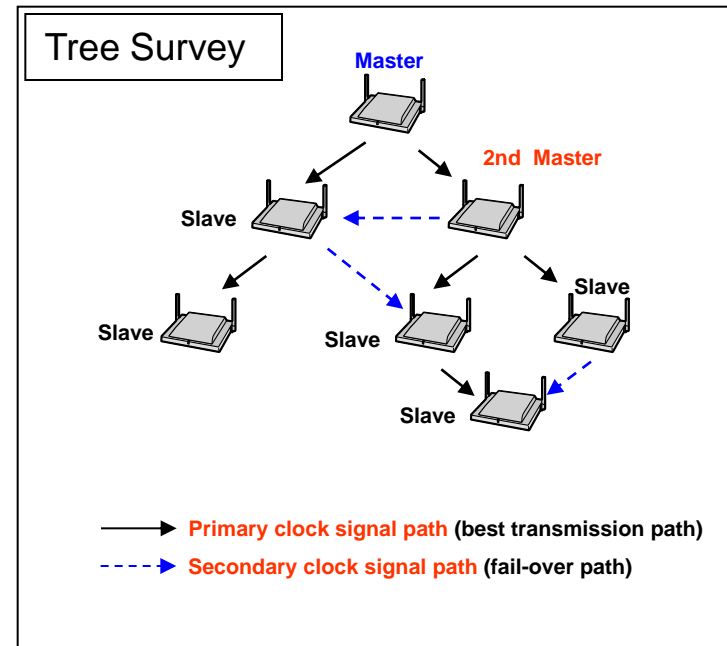 Tree Survey
Master
2nd Master
Slave
Slave
Slave
Slave
Slave
Primary clock signal path (best transmission path)
Secondary clock signal path (fail-over path)